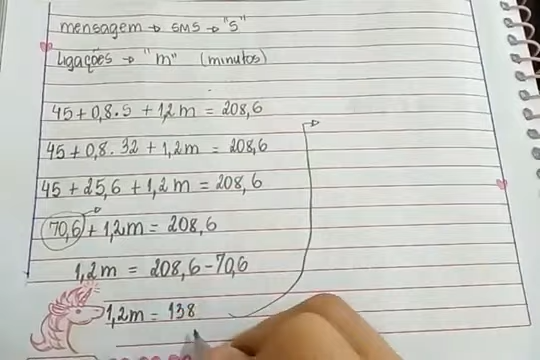 mensagem → SMS → "S"
Ligações → "m" (minutos)
45 + 0,8 . s + 1,2 m = 208,6
45 + 0,8 . 32 + 1,2 m = 208,6
45 + 25,6 + 1,2 m = 208,6
70,6 + 1,2m = 208,6
1,2 m = 208,6 - 70,6
1,2m = 138